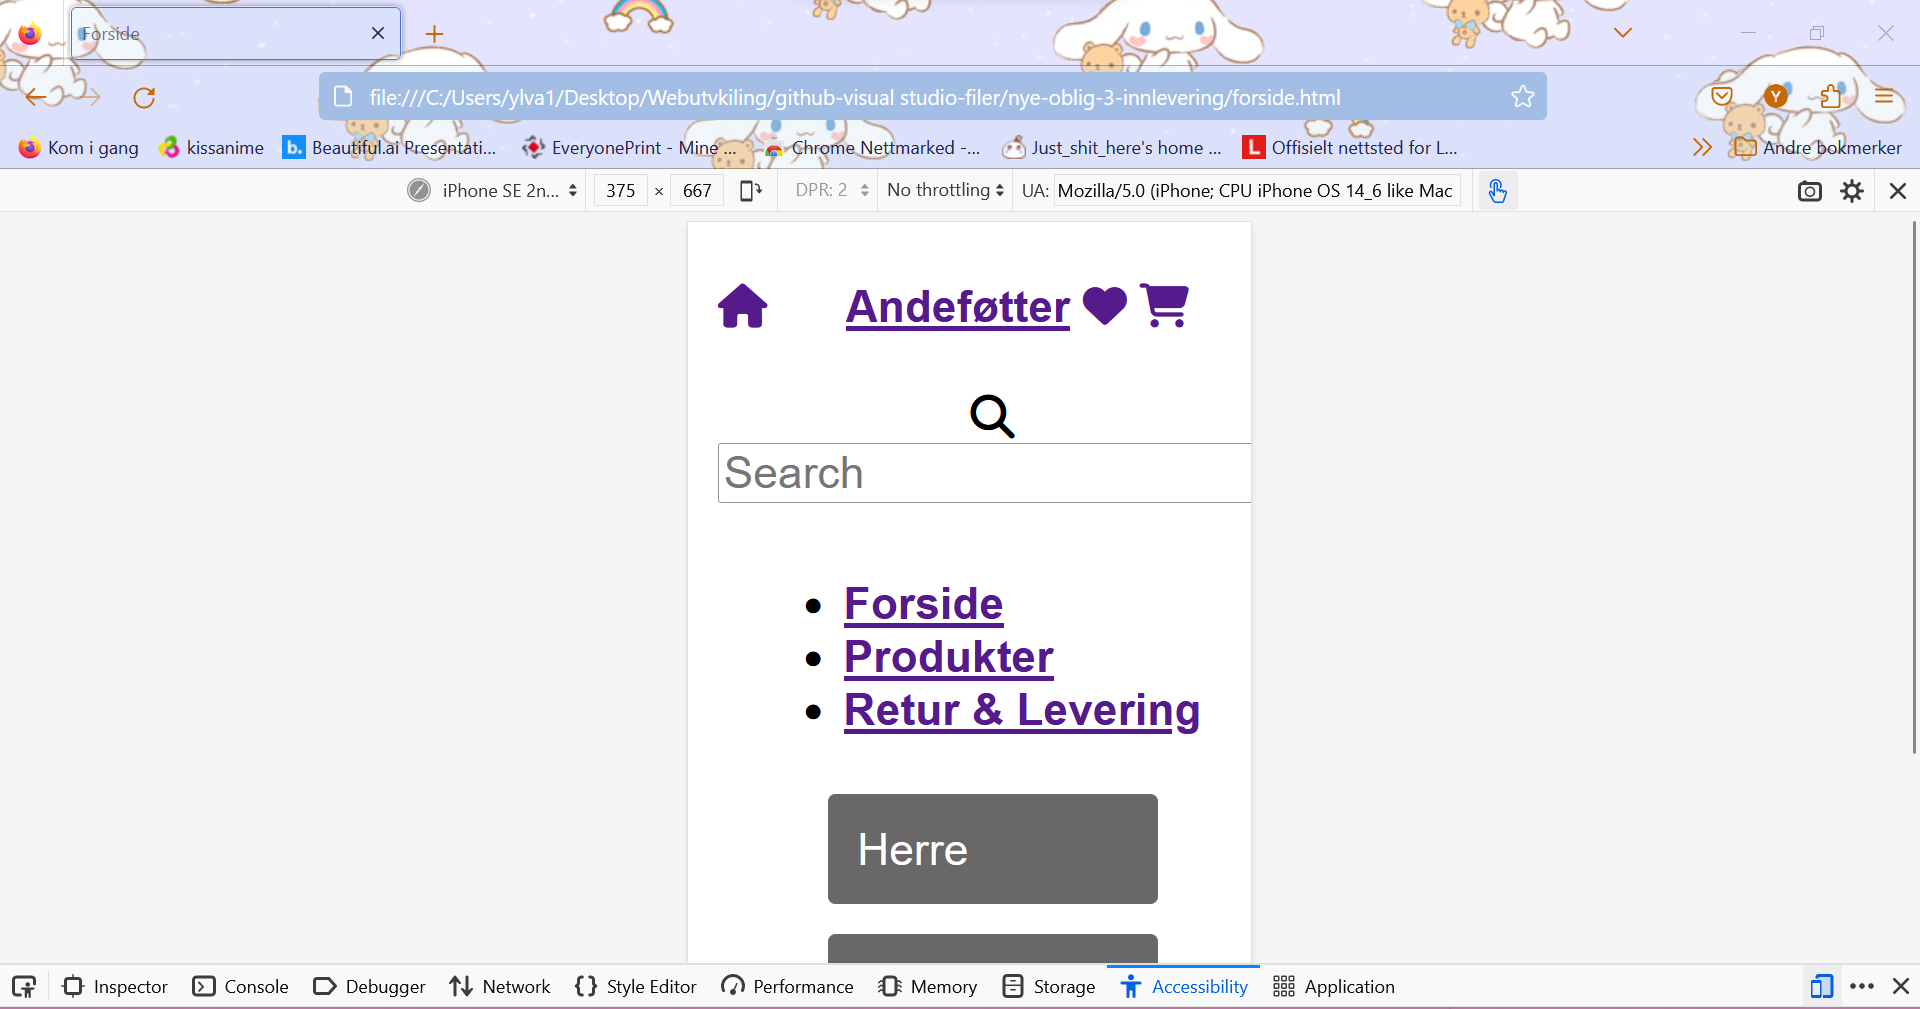 Forside
file:///C:/Users/ylva1/Desktop/Webutvkiling/github-visual studio-filer/nye-oblig-3-innlevering/forside.html
Y
Kom i gang kissanime b. Beautiful.ai Presentati... EveryonePrint - Mine ... Chrome Nettmarked -... Just_shit_here's home ... L Offisielt nettsted for L... Andre bokmerker
iPhone SE 2n... 375 × 667 DPR: 2 No throttling UA: Mozilla/5.0 (iPhone; CPU iPhone OS 14_6 like Mac
Andeføtter
Search
Forside
Produkter
Retur & Levering
Herre
Inspector Console Debugger Network Style Editor Performance Memory Storage Accessibility Application